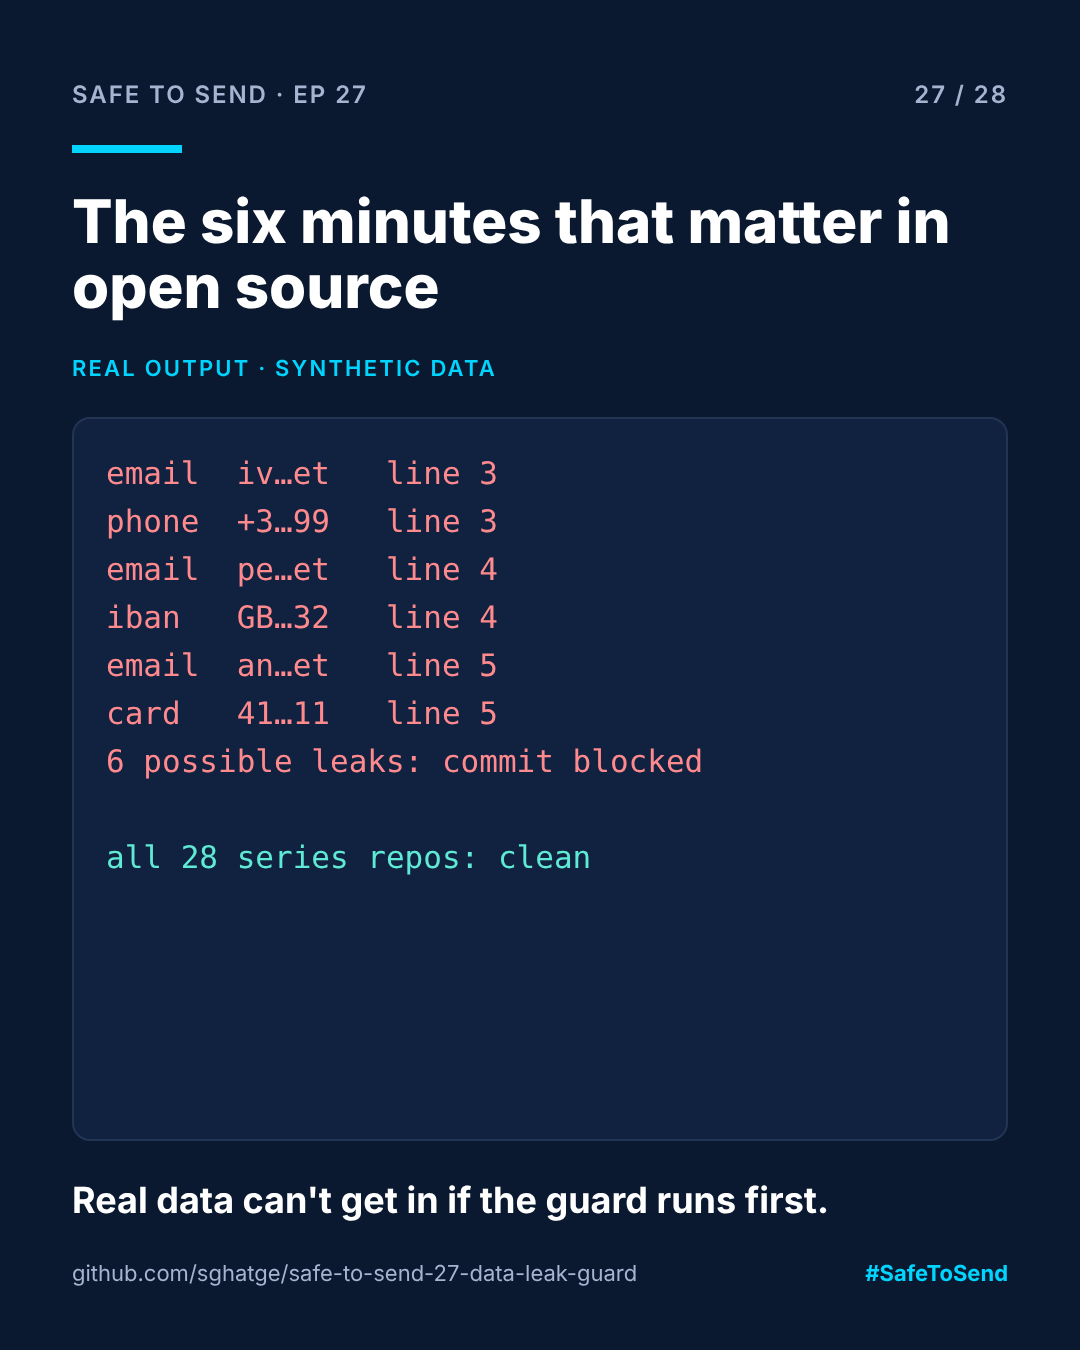 SAFE TO SEND · EP 27
27 / 28
The six minutes that matter in
open source
REAL OUTPUT · SYNTHETIC DATA
email  iv…et   line 3
phone  +3…99   line 3
email  pe…et   line 4
iban   GB…32   line 4
email  an…et   line 5
card   41…11   line 5
6 possible leaks: commit blocked
all 28 series repos: clean
Real data can't get in if the guard runs first.
github.com/sghatge/safe-to-send-27-data-leak-guard
#SafeToSend